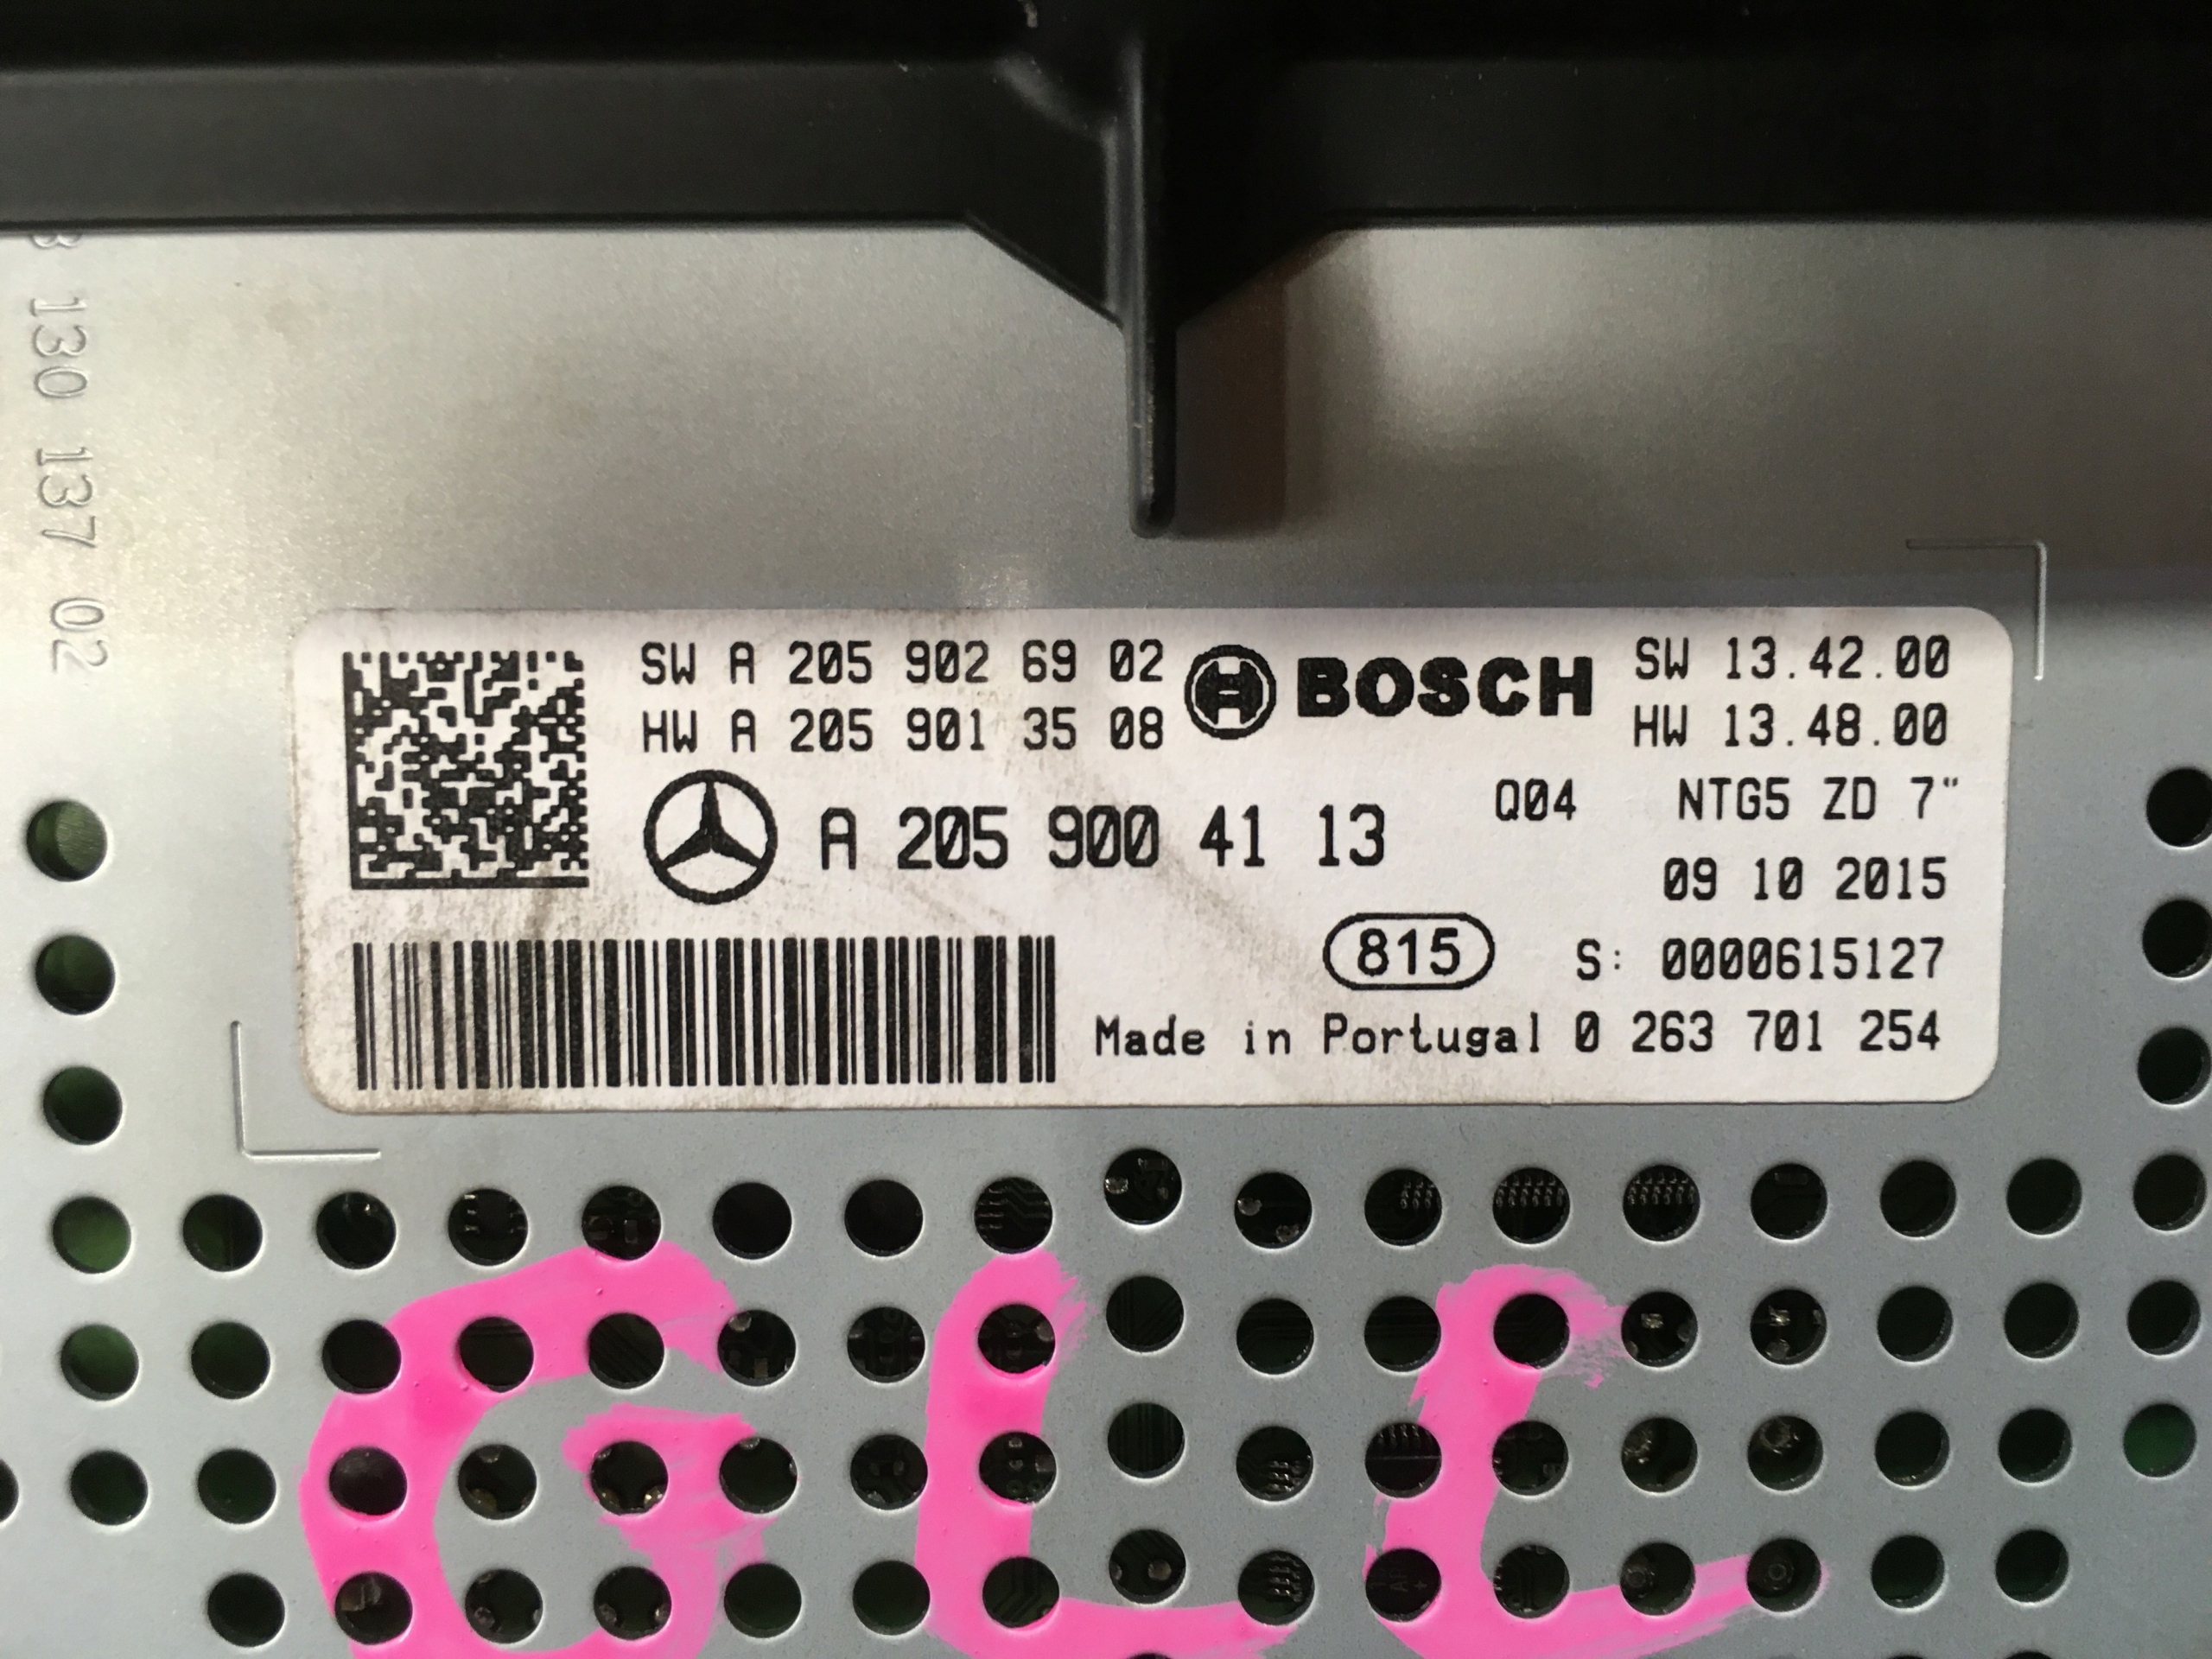 130 137 02
SW A 205 902 69 02
HW A 205 901 35 08
BOSCH
SW 13.42.00
HW 13.48.00
A 205 900 41 13
Q04 NTG5 ZD 7"
09 10 2015
815
S: 0000615127
Made in Portugal 0 263 701 254
GLC